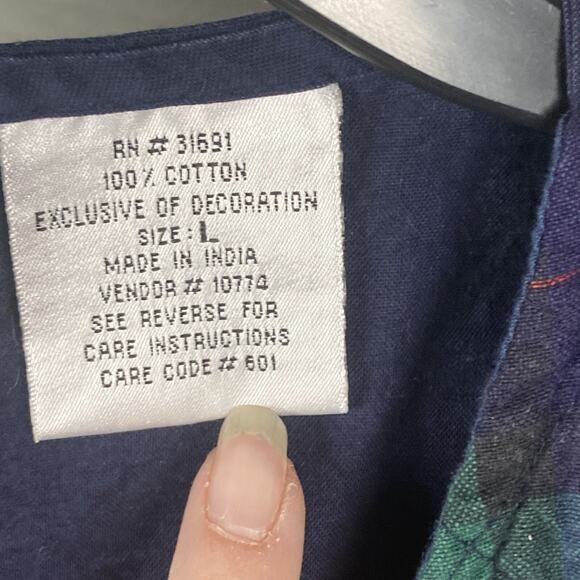 RN # 31691
100% COTTON
EXCLUSIVE OF DECORATION
SIZE: L
MADE IN INDIA
VENDOR # 10774
SEE REVERSE FOR
CARE INSTRUCTIONS
CARE CODE # 601